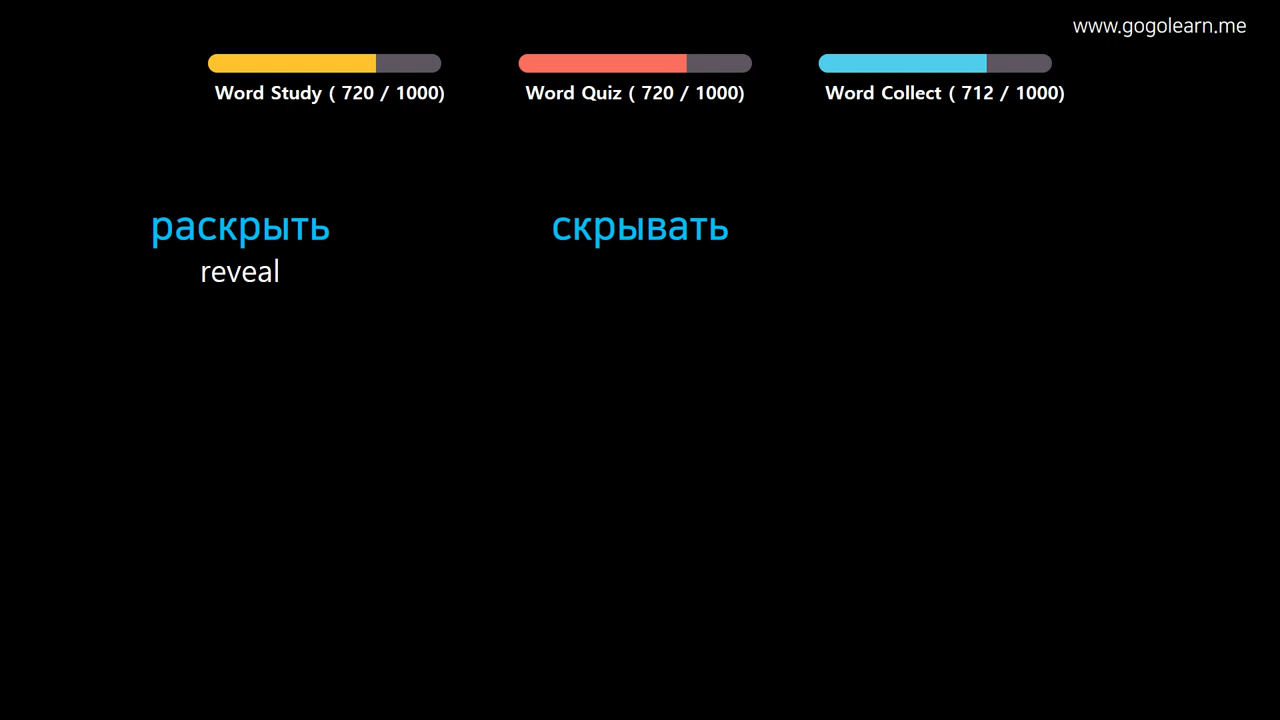 www.gogolearn.me
Word Study ( 720 / 1000)
Word Quiz ( 720 / 1000)
Word Collect ( 712 / 1000)
раскрыть
скрывать
reveal